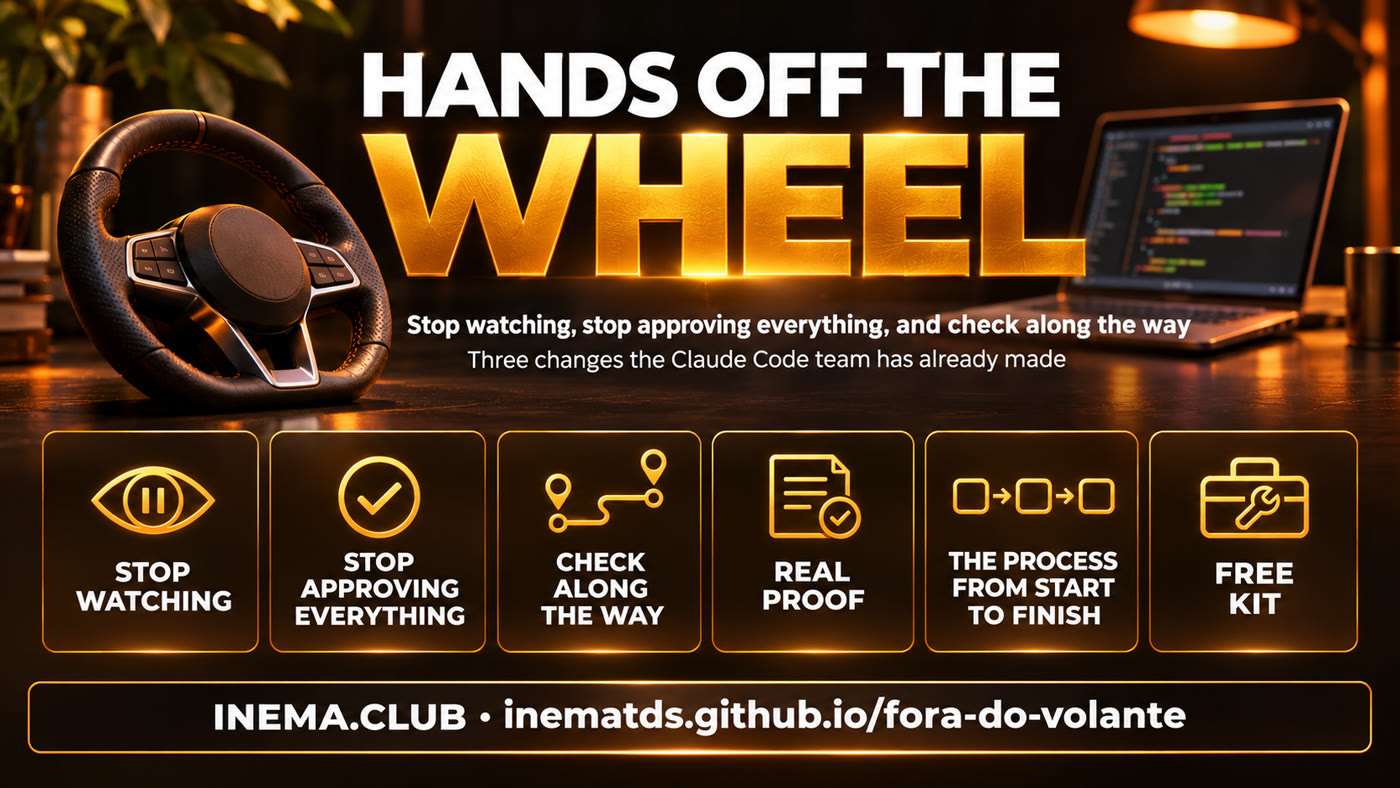 HANDS OFF THE
WHEEL
Stop watching, stop approving everything, and check along the way
Three changes the Claude Code team has already made
STOP
WATCHING
STOP
APPROVING
EVERYTHING
CHECK
ALONG
THE WAY
REAL
PROOF
THE PROCESS
FROM START
TO FINISH
FREE
KIT
INEMA.CLUB • inematds.github.io/fora-do-volante